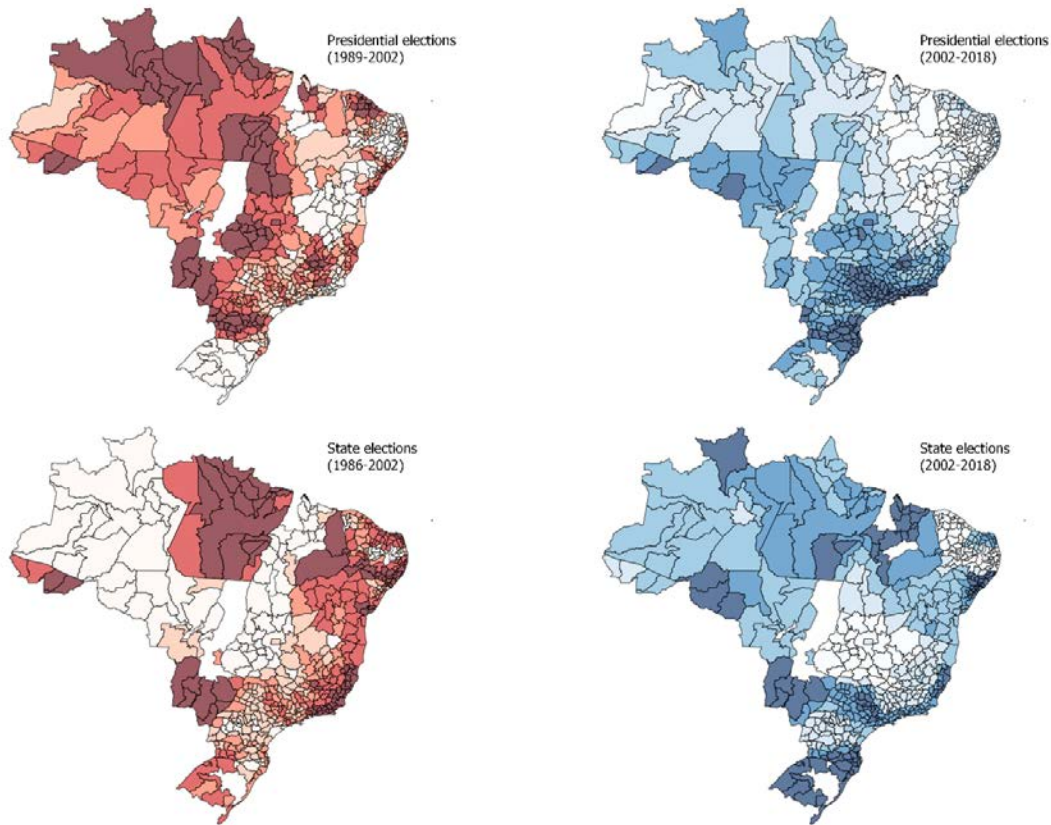 Presidential elections
(1989-2002)
Presidential elections
(2002-2018)
State elections
(1986-2002)
State elections
(2002-2018)